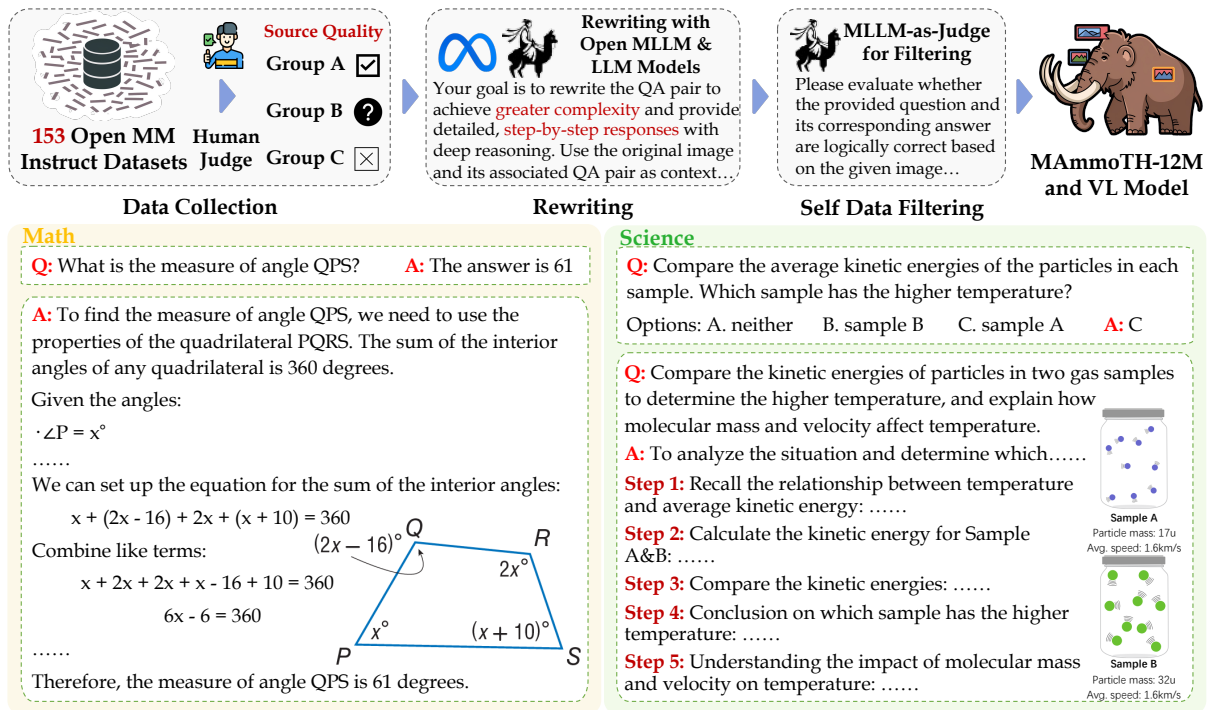 Source Quality
Group A
Group B
?
Group C
153 Open MM
Instruct Datasets
Human
Judge
Data Collection
Rewriting with
Open MLLM &
LLM Models
Your goal is to rewrite the QA pair to
achieve greater complexity and provide
detailed, step-by-step responses with
deep reasoning. Use the original image
and its associated QA pair as context…
Rewriting
MLLM-as-Judge
for Filtering
Please evaluate whether
the provided question and
its corresponding answer
are logically correct based
on the given image…
Self Data Filtering
MAmmoTH-12M
and VL Model
Math
Q: What is the measure of angle QPS? A: The answer is 61
A: To find the measure of angle QPS, we need to use the
properties of the quadrilateral PQRS. The sum of the interior
angles of any quadrilateral is 360 degrees.
Given the angles:
·∠P = x°
……
We can set up the equation for the sum of the interior angles:
x + (2x - 16) + 2x + (x + 10) = 360
Combine like terms:
x + 2x + 2x + x - 16 + 10 = 360
6x - 6 = 360
……
Therefore, the measure of angle QPS is 61 degrees.
Q
R
(2x – 16)°
2x°
x°
(x + 10)°
P
S
Science
Q: Compare the average kinetic energies of the particles in each
sample. Which sample has the higher temperature?
Options: A. neither B. sample B C. sample A A: C
Q: Compare the kinetic energies of particles in two gas samples
to determine the higher temperature, and explain how
molecular mass and velocity affect temperature.
A: To analyze the situation and determine which……
Step 1: Recall the relationship between temperature
and average kinetic energy: ……
Step 2: Calculate the kinetic energy for Sample
A&B: ……
Step 3: Compare the kinetic energies: ……
Step 4: Conclusion on which sample has the higher
temperature: ……
Step 5: Understanding the impact of molecular mass
and velocity on temperature: ……
Sample A
Particle mass: 17u
Avg. speed: 1.6km/s
Sample B
Particle mass: 32u
Avg. speed: 1.6km/s